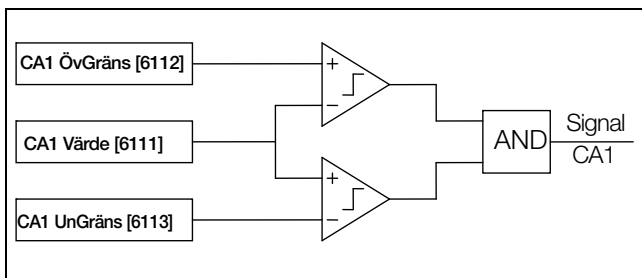 CA1 ÖvGräns [6112]
+
−
CA1 Värde [6111]
AND
Signal
CA1
+
−
CA1 UnGräns [6113]